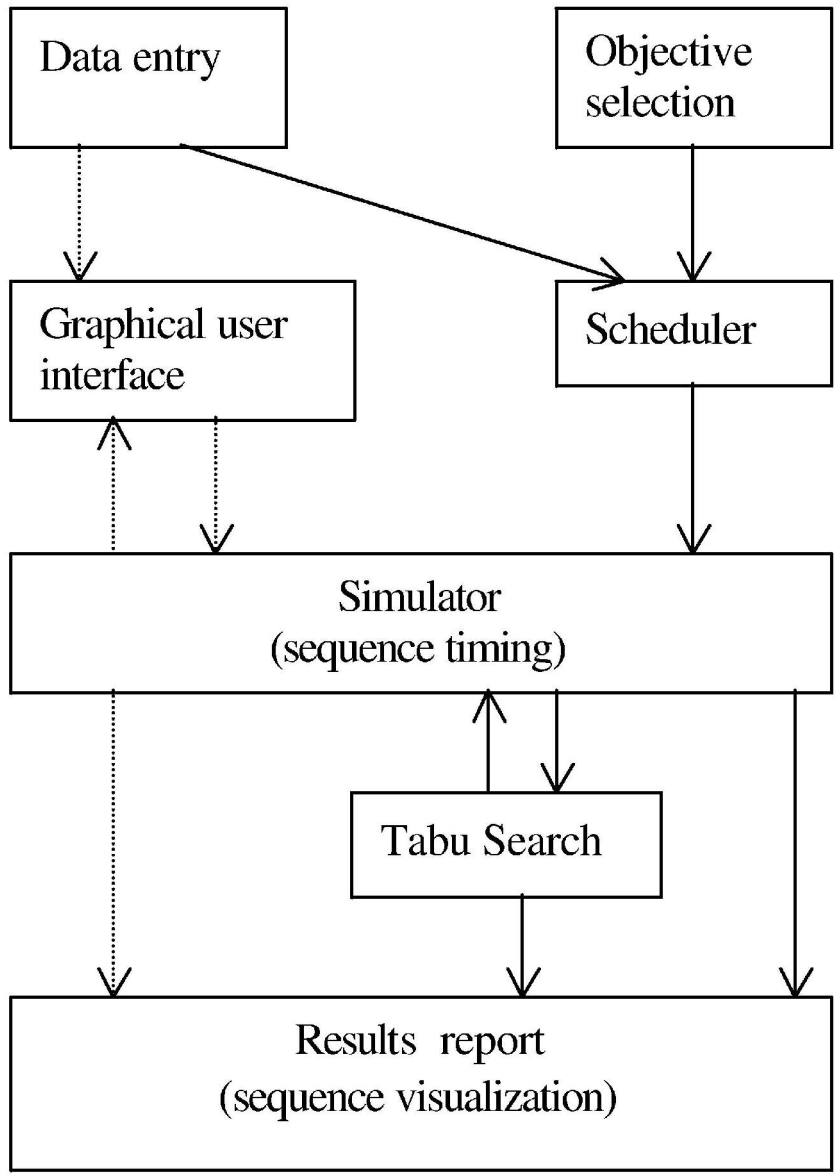 Data entry
Objective
selection
Graphical user
interface
Scheduler
Simulator
(sequence timing)
Tabu Search
Results report
(sequence visualization)